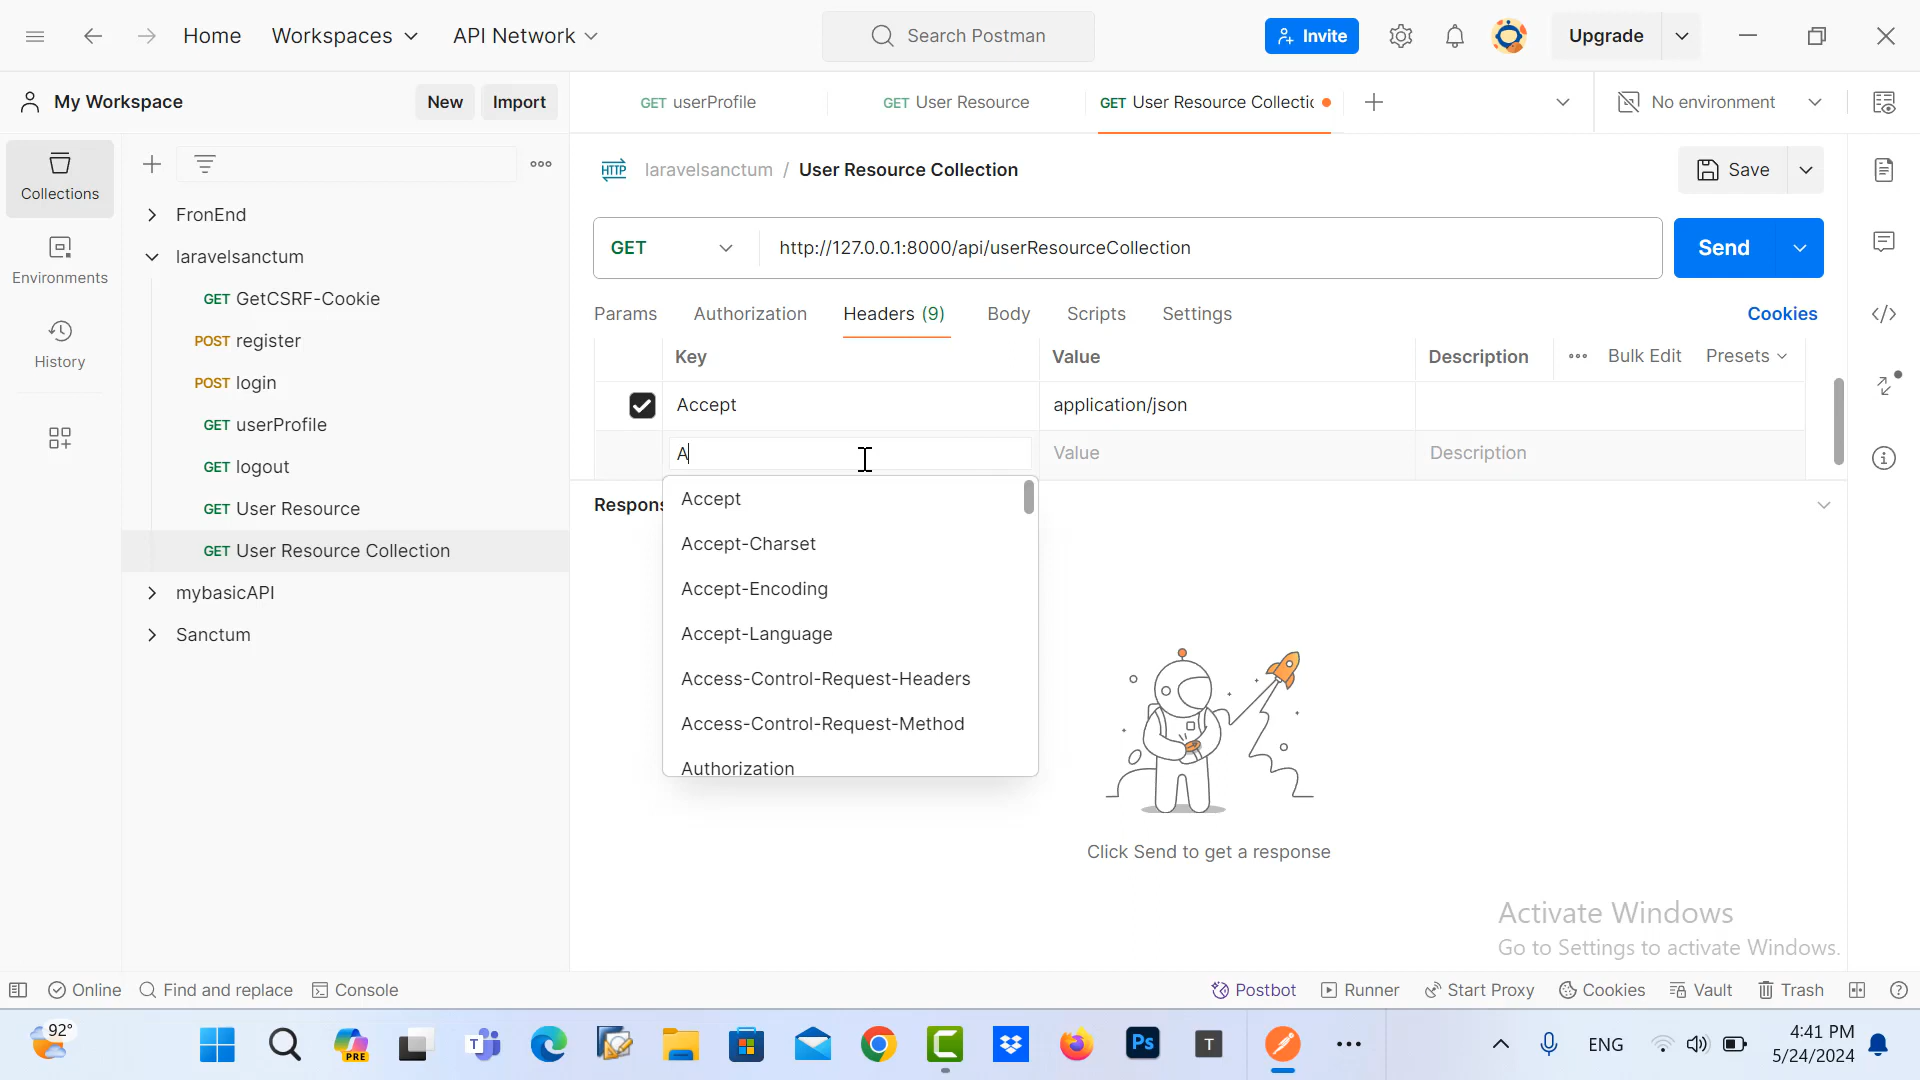 Home
Workspaces
API Network
Search Postman
Invite
Upgrade
My Workspace
New
Import
GET userProfile
GET User Resource
GET User Resource Collectic
No environment
Collections
Environments
History
FronEnd
laravelsanctum
GET GetCSRF-Cookie
POST register
POST login
GET userProfile
GET logout
GET User Resource
GET User Resource Collection
mybasicAPI
Sanctum
HTTP laravelsanctum / User Resource Collection
Save
GET
http://127.0.0.1:8000/api/userResourceCollection
Send
Params
Authorization
Headers (9)
Body
Scripts
Settings
Cookies
Key
Value
Description
Bulk Edit
Presets
Accept
application/json
A
Value
Description
Respons
Accept
Accept-Charset
Accept-Encoding
Accept-Language
Access-Control-Request-Headers
Access-Control-Request-Method
Authorization
Click Send to get a response
Activate Windows
Go to Settings to activate Windows.
Online
Find and replace
Console
Postbot
Runner
Start Proxy
Cookies
Vault
Trash
92°
PRE
Ps
T
ENG
4:41 PM
5/24/2024